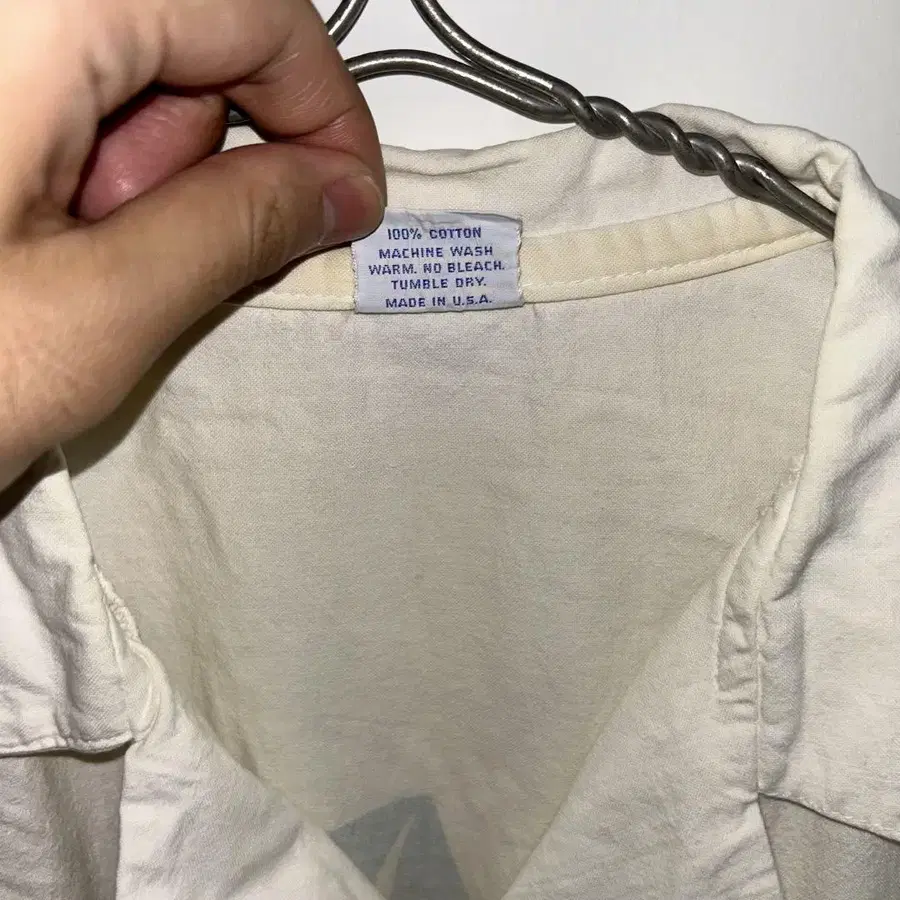 100% COTTON
MACHINE WASH
WARM. NO BLEACH.
TUMBLE DRY.
MADE IN U.S.A.